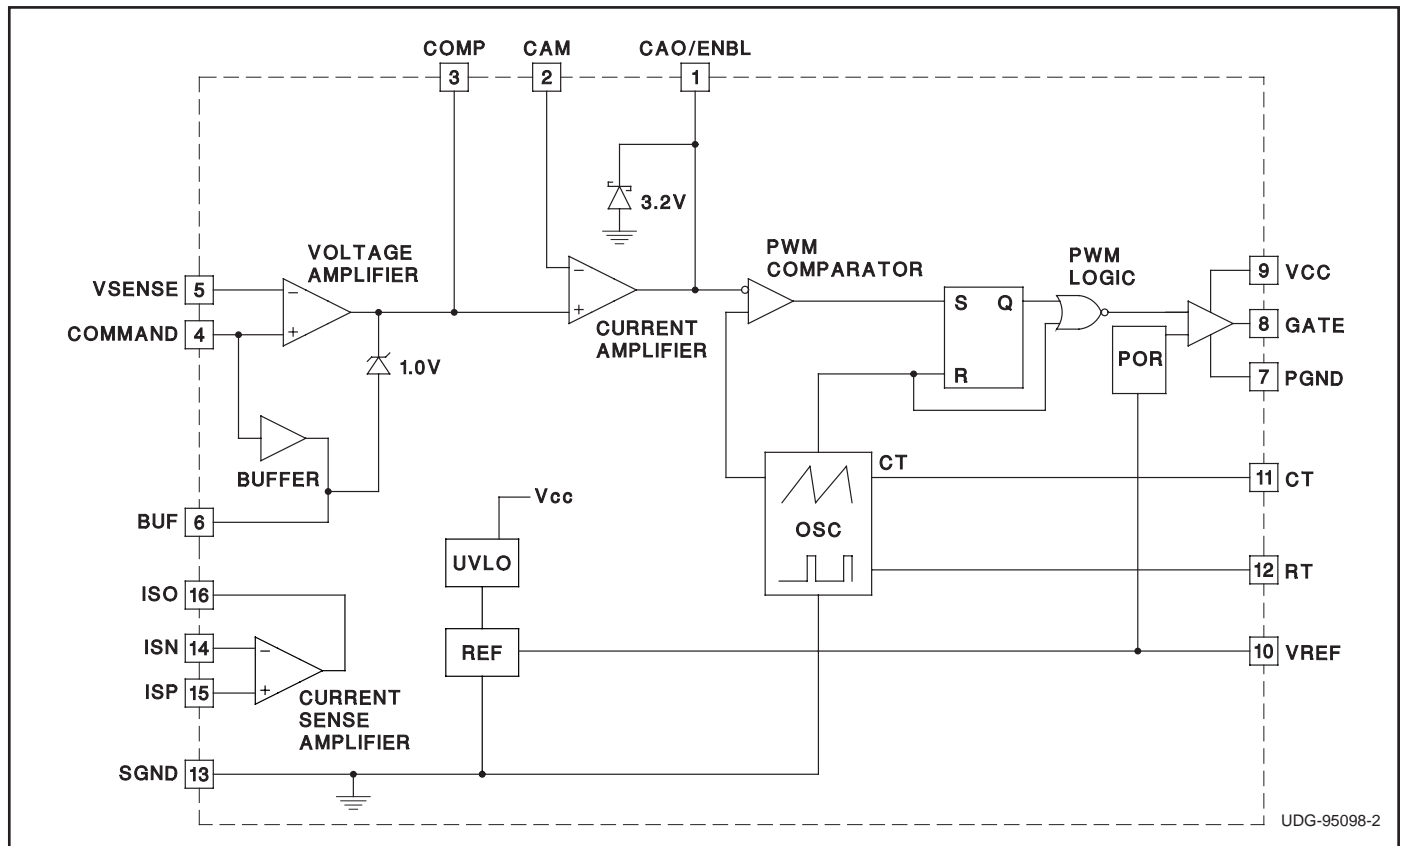 COMP CAM CAO/ENBL
3 2 1
3.2V
VOLTAGE
AMPLIFIER
VSENSE 5
−
COMMAND 4
+
1.0V
BUFFER
BUF 6
−
+
CURRENT
AMPLIFIER
PWM
COMPARATOR
S Q
R
PWM
LOGIC
POR
9 VCC
8 GATE
7 PGND
CT
11 CT
OSC
12 RT
Vcc
UVLO
REF
10 VREF
ISO 16
ISN 14
−
ISP 15
+
CURRENT
SENSE
AMPLIFIER
SGND 13
UDG-95098-2